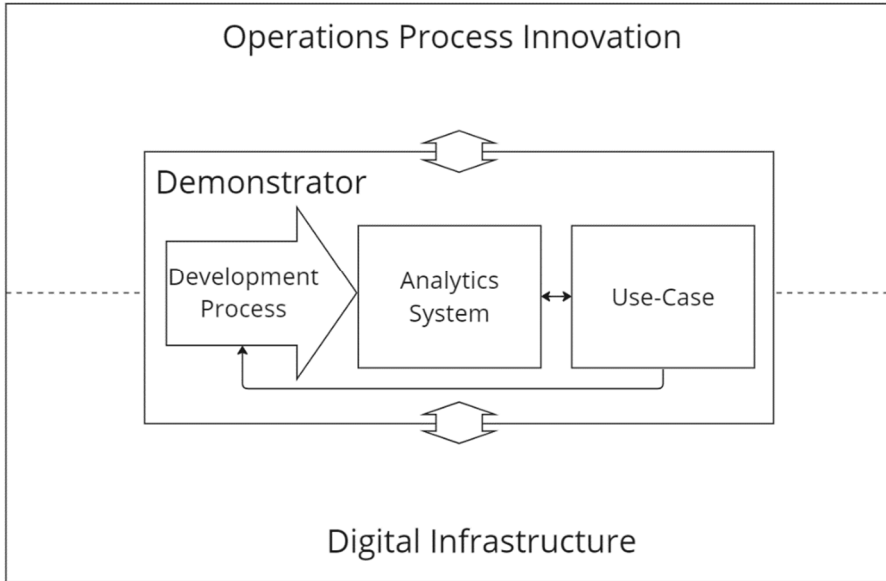 Operations Process Innovation
Demonstrator
Development
Process
Analytics
System
Use-Case
Digital Infrastructure